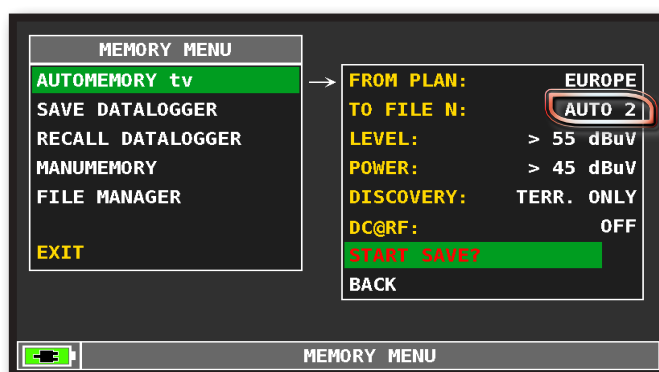 MEMORY MENU
AUTOMEMORY tv
SAVE DATALOGGER
RECALL DATALOGGER
MANUMEMORY
FILE MANAGER
EXIT
→
FROM PLAN: EUROPE
TO FILE N: AUTO 2
LEVEL: > 55 dBuV
POWER: > 45 dBuV
DISCOVERY: TERR. ONLY
DC@RF: OFF
START SAVE?
BACK
MEMORY MENU